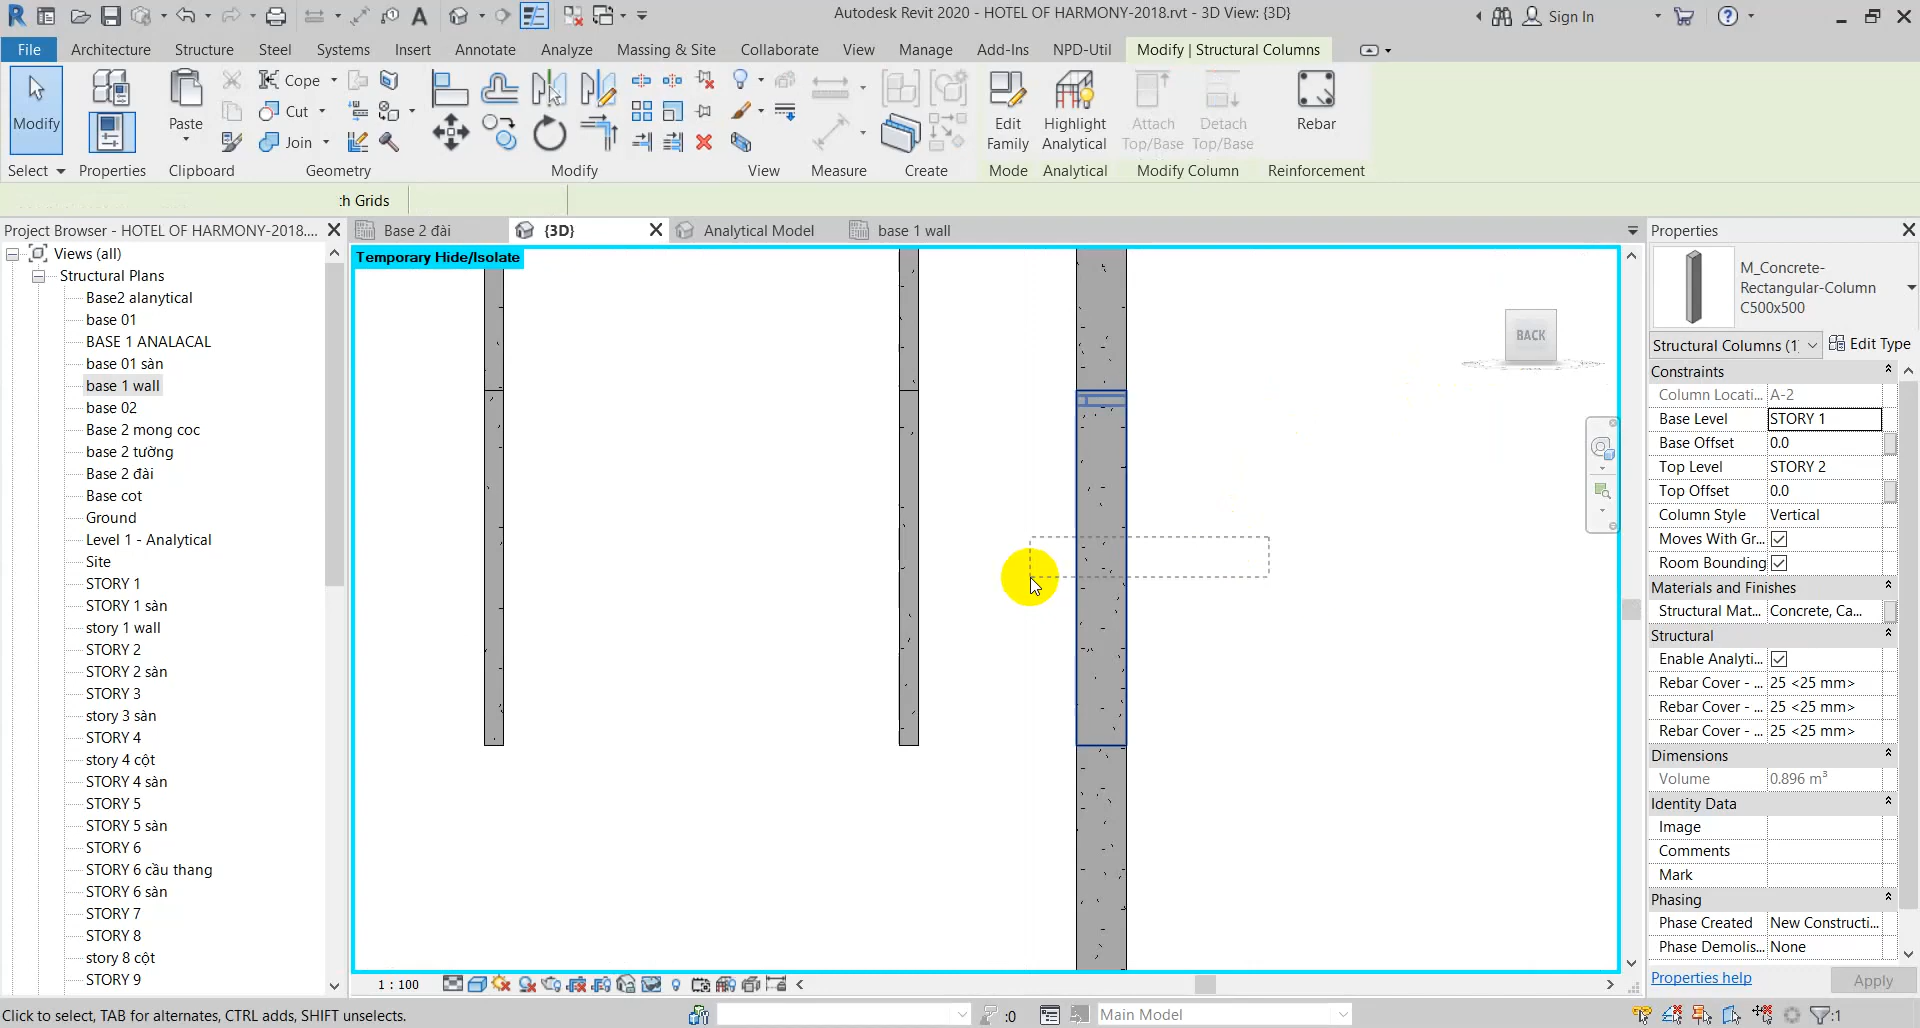 Autodesk Revit 2020 - HOTEL OF HARMONY-2018.rvt - 3D View: {3D}
Sign In
File
Architecture
Structure
Steel
Systems
Insert
Annotate
Analyze
Massing & Site
Collaborate
View
Manage
Add-Ins
NPD-Util
Modify | Structural Columns
Modify
Paste
Cope
Cut
Join
Edit Family
Highlight Analytical
Attach Top/Base
Detach Top/Base
Rebar
Select
Properties
Clipboard
Geometry
Modify
View
Measure
Create
Mode
Analytical
Modify Column
Reinforcement
:h Grids
Project Browser - HOTEL OF HARMONY-2018....
Views (all)
Structural Plans
Base2 alanytical
base 01
BASE 1 ANALACAL
base 01 sàn
base 1 wall
base 02
Base 2 mong coc
base 2 tường
Base 2 đài
Base cot
Ground
Level 1 - Analytical
Site
STORY 1
STORY 1 sàn
story 1 wall
STORY 2
STORY 2 sàn
STORY 3
story 3 sàn
STORY 4
story 4 cột
STORY 4 sàn
STORY 5
STORY 5 sàn
STORY 6
STORY 6 cầu thang
STORY 6 sàn
STORY 7
STORY 8
story 8 cột
STORY 9
Base 2 đài
{3D}
Analytical Model
base 1 wall
Temporary Hide/Isolate
BACK
1 : 100
Properties
M_Concrete-
Rectangular-Column
C500x500
Structural Columns (1)
Edit Type
Constraints
Column Locati... A-2
Base Level STORY 1
Base Offset 0.0
Top Level STORY 2
Top Offset 0.0
Column Style Vertical
Moves With Gr...
Room Bounding
Materials and Finishes
Structural Mat... Concrete, Ca...
Structural
Enable Analyti...
Rebar Cover - ... 25 <25 mm>
Rebar Cover - ... 25 <25 mm>
Rebar Cover - ... 25 <25 mm>
Dimensions
Volume 0.896 m³
Identity Data
Image
Comments
Mark
Phasing
Phase Created New Constructi...
Phase Demolis... None
Properties help
Apply
Click to select, TAB for alternates, CTRL adds, SHIFT unselects.
:0
Main Model
:1